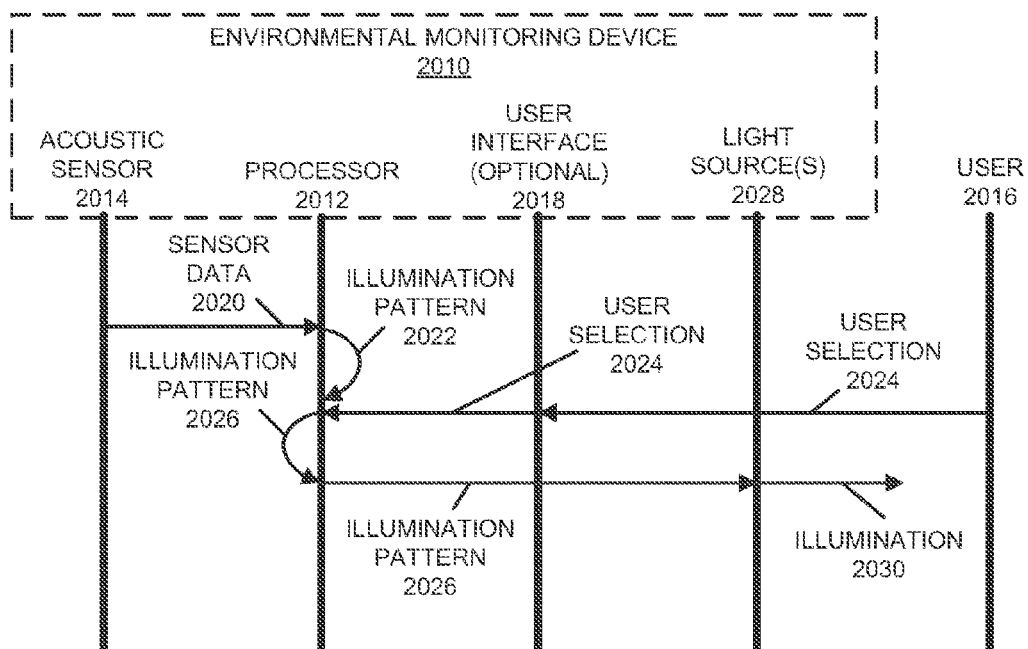 ENVIRONMENTAL MONITORING DEVICE
2010
ACOUSTIC
SENSOR
2014
PROCESSOR
2012
USER
INTERFACE
(OPTIONAL)
2018
LIGHT
SOURCE(S)
2028
USER
2016
SENSOR
DATA
2020
ILLUMINATION
PATTERN
2022
USER
SELECTION
2024
USER
SELECTION
2024
ILLUMINATION
PATTERN
2026
ILLUMINATION
PATTERN
2026
ILLUMINATION
2030